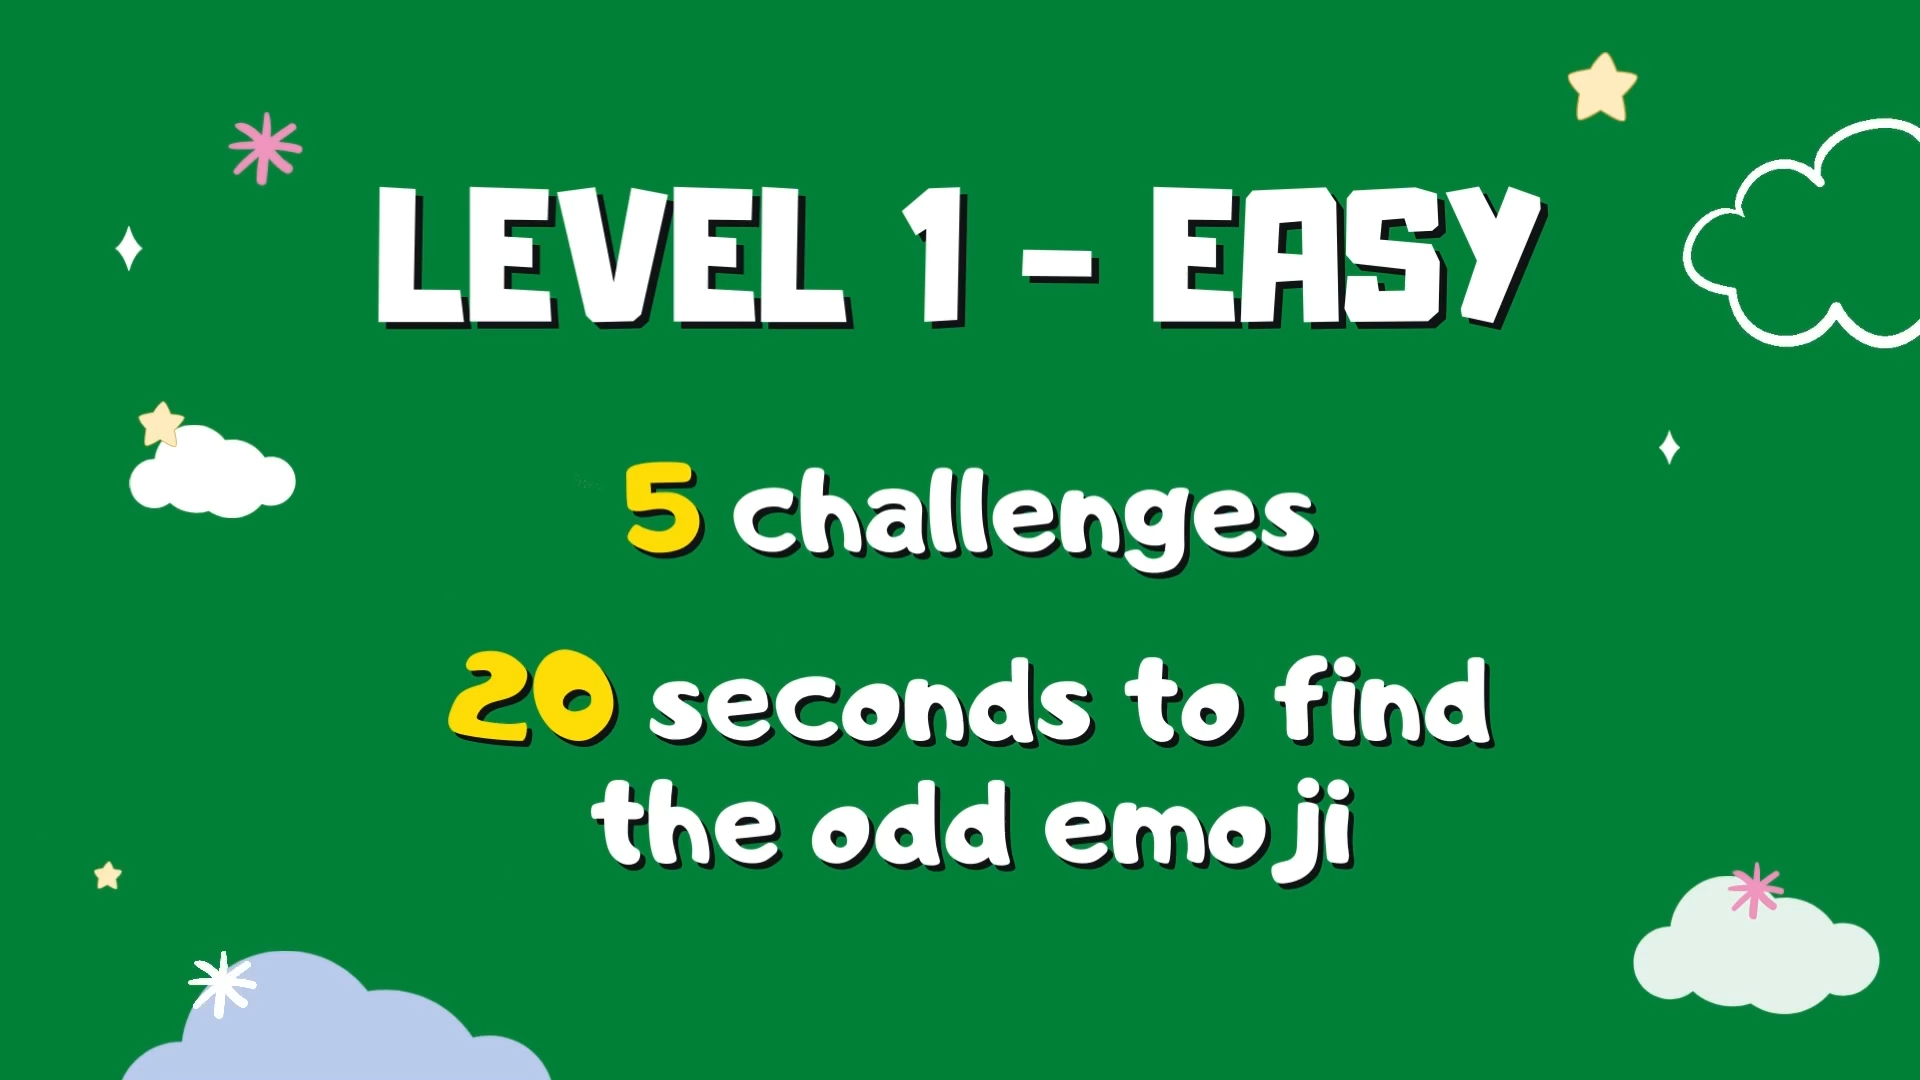 LEVEL 1 - EASY
5 challenges
20 seconds to find
the odd emoji